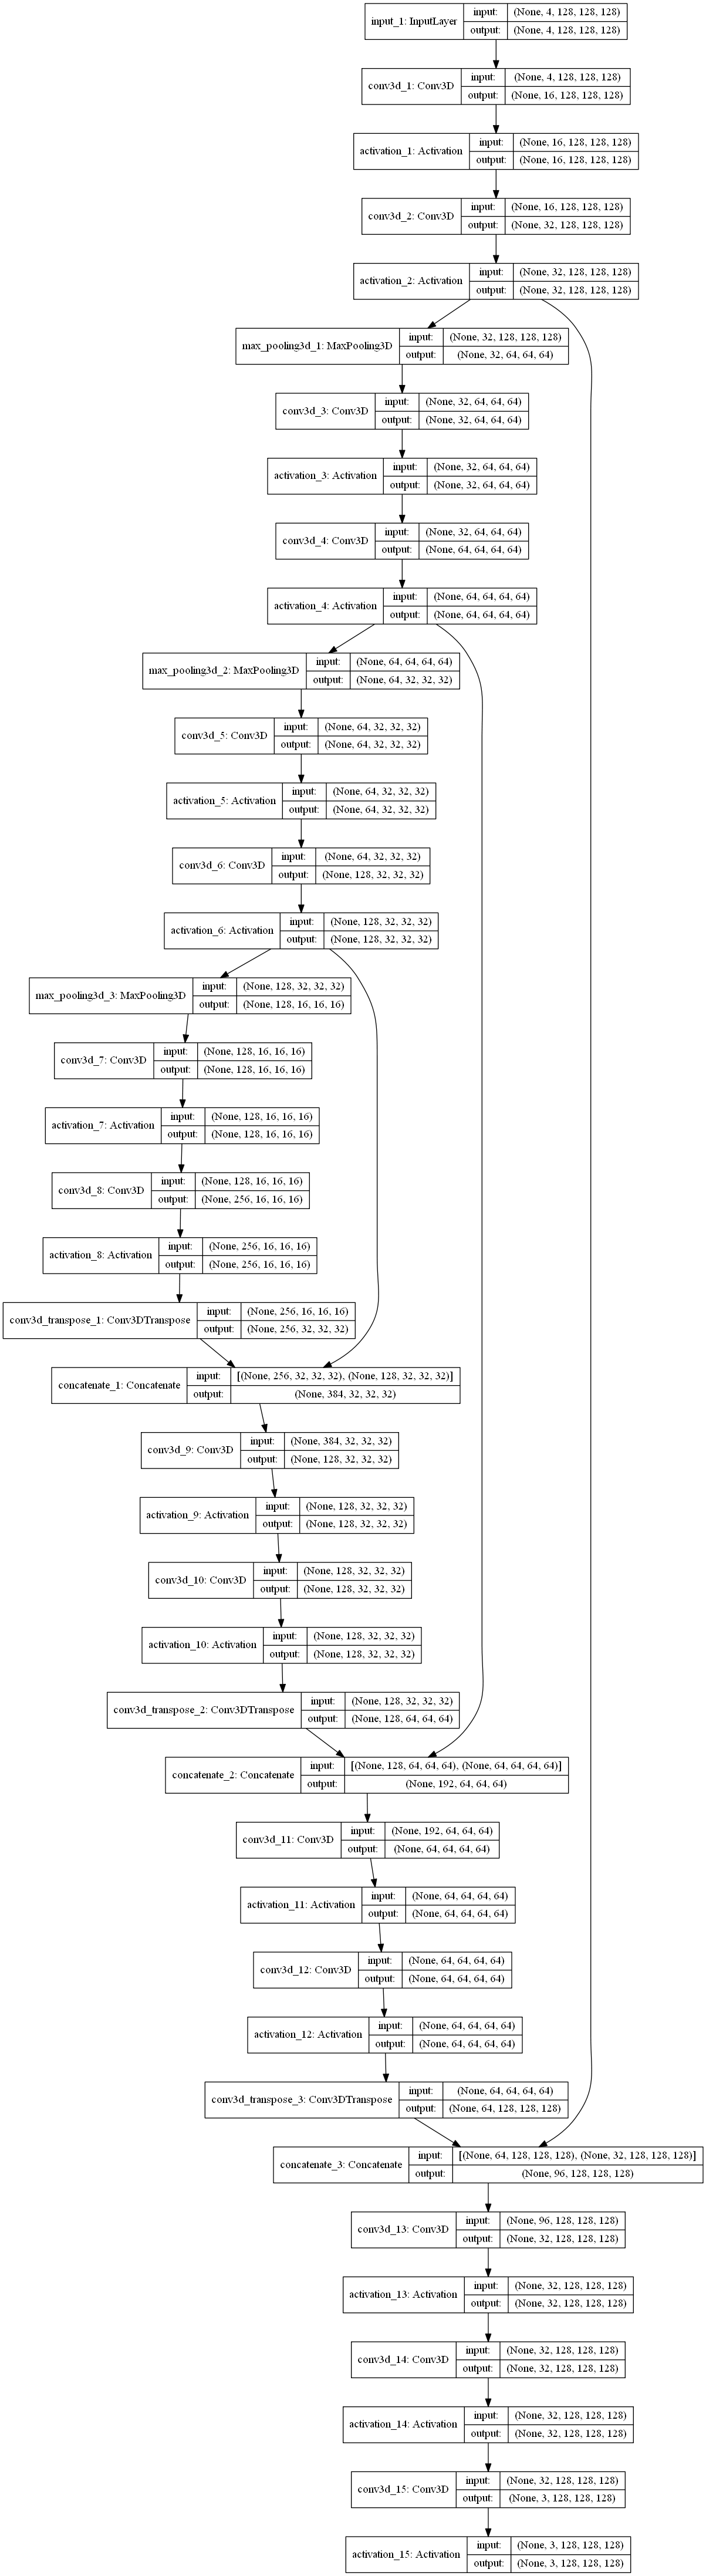 input_1: InputLayer
input: (None, 4, 128, 128, 128)
output: (None, 4, 128, 128, 128)
conv3d_1: Conv3D
input: (None, 4, 128, 128, 128)
output: (None, 16, 128, 128, 128)
activation_1: Activation
input: (None, 16, 128, 128, 128)
output: (None, 16, 128, 128, 128)
conv3d_2: Conv3D
input: (None, 16, 128, 128, 128)
output: (None, 32, 128, 128, 128)
activation_2: Activation
input: (None, 32, 128, 128, 128)
output: (None, 32, 128, 128, 128)
max_pooling3d_1: MaxPooling3D
input: (None, 32, 128, 128, 128)
output: (None, 32, 64, 64, 64)
conv3d_3: Conv3D
input: (None, 32, 64, 64, 64)
output: (None, 32, 64, 64, 64)
activation_3: Activation
input: (None, 32, 64, 64, 64)
output: (None, 32, 64, 64, 64)
conv3d_4: Conv3D
input: (None, 32, 64, 64, 64)
output: (None, 64, 64, 64, 64)
activation_4: Activation
input: (None, 64, 64, 64, 64)
output: (None, 64, 64, 64, 64)
max_pooling3d_2: MaxPooling3D
input: (None, 64, 64, 64, 64)
output: (None, 64, 32, 32, 32)
conv3d_5: Conv3D
input: (None, 64, 32, 32, 32)
output: (None, 64, 32, 32, 32)
activation_5: Activation
input: (None, 64, 32, 32, 32)
output: (None, 64, 32, 32, 32)
conv3d_6: Conv3D
input: (None, 64, 32, 32, 32)
output: (None, 128, 32, 32, 32)
activation_6: Activation
input: (None, 128, 32, 32, 32)
output: (None, 128, 32, 32, 32)
max_pooling3d_3: MaxPooling3D
input: (None, 128, 32, 32, 32)
output: (None, 128, 16, 16, 16)
conv3d_7: Conv3D
input: (None, 128, 16, 16, 16)
output: (None, 128, 16, 16, 16)
activation_7: Activation
input: (None, 128, 16, 16, 16)
output: (None, 128, 16, 16, 16)
conv3d_8: Conv3D
input: (None, 128, 16, 16, 16)
output: (None, 256, 16, 16, 16)
activation_8: Activation
input: (None, 256, 16, 16, 16)
output: (None, 256, 16, 16, 16)
conv3d_transpose_1: Conv3DTranspose
input: (None, 256, 16, 16, 16)
output: (None, 256, 32, 32, 32)
concatenate_1: Concatenate
input: [(None, 256, 32, 32, 32), (None, 128, 32, 32, 32)]
output: (None, 384, 32, 32, 32)
conv3d_9: Conv3D
input: (None, 384, 32, 32, 32)
output: (None, 128, 32, 32, 32)
activation_9: Activation
input: (None, 128, 32, 32, 32)
output: (None, 128, 32, 32, 32)
conv3d_10: Conv3D
input: (None, 128, 32, 32, 32)
output: (None, 128, 32, 32, 32)
activation_10: Activation
input: (None, 128, 32, 32, 32)
output: (None, 128, 32, 32, 32)
conv3d_transpose_2: Conv3DTranspose
input: (None, 128, 32, 32, 32)
output: (None, 128, 64, 64, 64)
concatenate_2: Concatenate
input: [(None, 128, 64, 64, 64), (None, 64, 64, 64, 64)]
output: (None, 192, 64, 64, 64)
conv3d_11: Conv3D
input: (None, 192, 64, 64, 64)
output: (None, 64, 64, 64, 64)
activation_11: Activation
input: (None, 64, 64, 64, 64)
output: (None, 64, 64, 64, 64)
conv3d_12: Conv3D
input: (None, 64, 64, 64, 64)
output: (None, 64, 64, 64, 64)
activation_12: Activation
input: (None, 64, 64, 64, 64)
output: (None, 64, 64, 64, 64)
conv3d_transpose_3: Conv3DTranspose
input: (None, 64, 64, 64, 64)
output: (None, 64, 128, 128, 128)
concatenate_3: Concatenate
input: [(None, 64, 128, 128, 128), (None, 32, 128, 128, 128)]
output: (None, 96, 128, 128, 128)
conv3d_13: Conv3D
input: (None, 96, 128, 128, 128)
output: (None, 32, 128, 128, 128)
activation_13: Activation
input: (None, 32, 128, 128, 128)
output: (None, 32, 128, 128, 128)
conv3d_14: Conv3D
input: (None, 32, 128, 128, 128)
output: (None, 32, 128, 128, 128)
activation_14: Activation
input: (None, 32, 128, 128, 128)
output: (None, 32, 128, 128, 128)
conv3d_15: Conv3D
input: (None, 32, 128, 128, 128)
output: (None, 3, 128, 128, 128)
activation_15: Activation
input: (None, 3, 128, 128, 128)
output: (None, 3, 128, 128, 128)